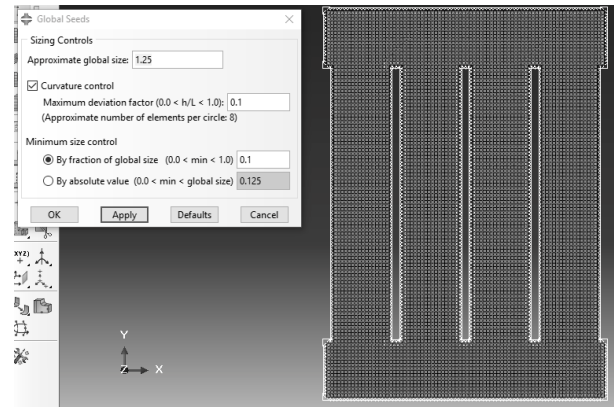 Global Seeds
Sizing Controls
Approximate global size: 1.25
Curvature control
Maximum deviation factor (0.0 < h/L < 1.0): 0.1
(Approximate number of elements per circle: 8)
Minimum size control
By fraction of global size (0.0 < min < 1.0) 0.1
By absolute value (0.0 < min < global size) 0.125
OK Apply Defaults Cancel
XYZ)
Y
Z X